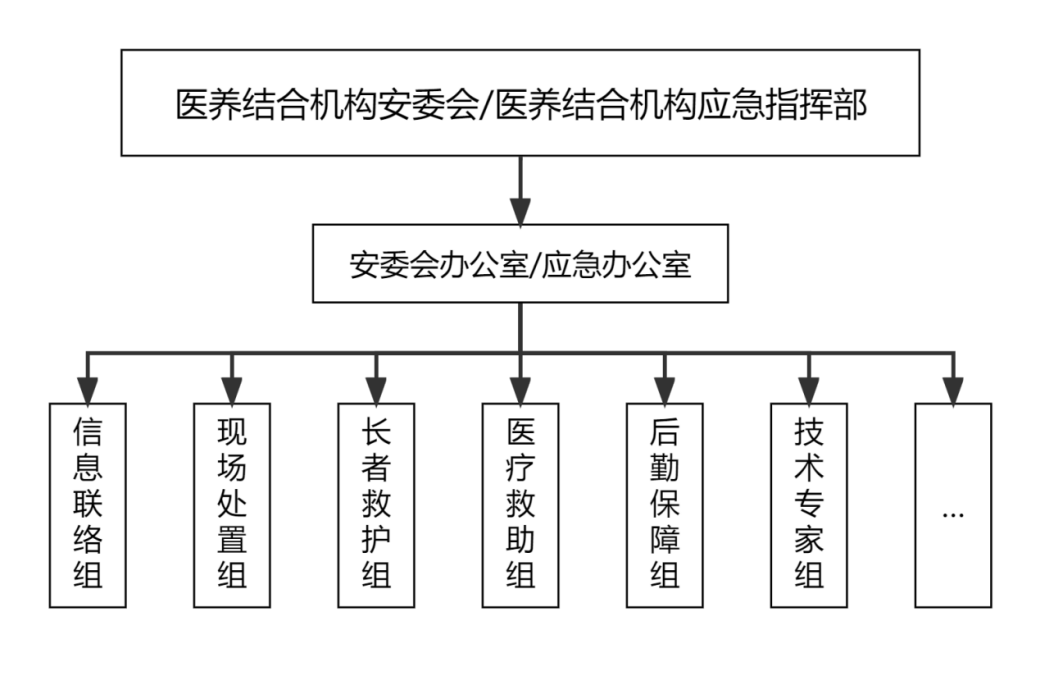 医养结合机构安委会/医养结合机构应急指挥部
安委会办公室/应急办公室
信息联络组
现场处置组
长者救护组
医疗救助组
后勤保障组
技术专家组
...